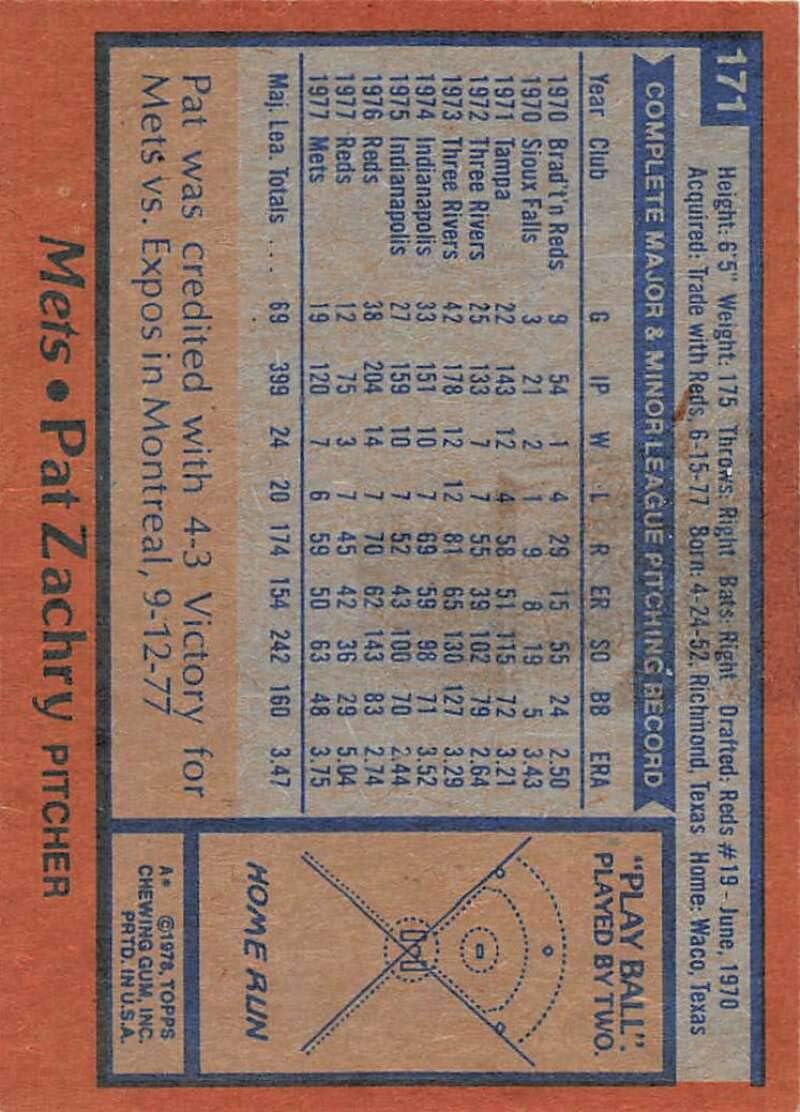 171
Height: 6'5" Weight: 175 Throws: Right Bats: Right Drafted: Reds #19-June, 1970
Acquired: Trade with Reds, 6-15-77 Born: 4-24-52, Richmond, Texas Home: Waco, Texas
COMPLETE MAJOR & MINOR LEAGUE PITCHING RECORD
Year Club G IP W L R ER SO BB ERA
1970 Brad't'n Reds 9 54 1 4 29 15 55 24 2.50
1970 Sioux Falls 3 21 2 1 9 8 19 5 3.43
1971 Tampa 22 143 12 4 58 51 115 72 3.21
1972 Three Rivers 25 133 7 7 55 39 102 79 2.64
1973 Three Rivers 42 178 12 12 81 65 130 127 3.29
1974 Indianapolis 33 151 10 7 69 59 98 71 3.52
1975 Indianapolis 27 159 10 7 52 43 100 70 2.44
1976 Reds 38 204 14 7 70 62 143 83 2.74
1977 Reds 12 75 3 7 45 42 36 29 5.04
1977 Mets 19 120 7 6 59 50 63 48 3.75
Maj. Lea. Totals ... 69 399 24 20 174 154 242 160 3.47
Pat was credited with 4-3 Victory for
Mets vs. Expos in Montreal, 9-12-77
"PLAY BALL".
PLAYED BY TWO.
HOME RUN
A* ©1978, TOPPS
CHEWING GUM, INC.
PRTD. IN U.S.A.
Mets • Pat Zachry PITCHER